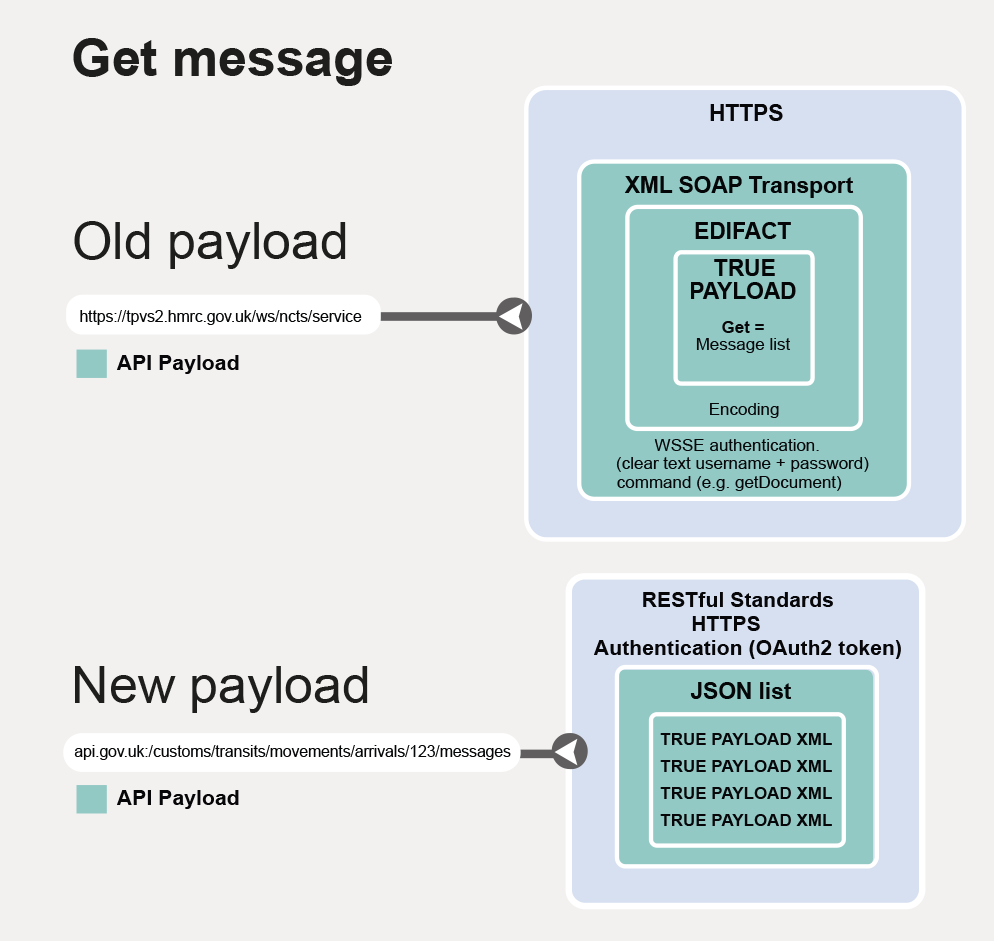 Get message
Old payload
https://tpvs2.hmrc.gov.uk/ws/ncts/service
API Payload
HTTPS
XML SOAP Transport
EDIFACT
TRUE
PAYLOAD
Get =
Message list
Encoding
WSSE authentication.
(clear text username + password)
command (e.g. getDocument)
New payload
api.gov.uk:/customs/transits/movements/arrivals/123/messages
API Payload
RESTful Standards
HTTPS
Authentication (OAuth2 token)
JSON list
TRUE PAYLOAD XML
TRUE PAYLOAD XML
TRUE PAYLOAD XML
TRUE PAYLOAD XML